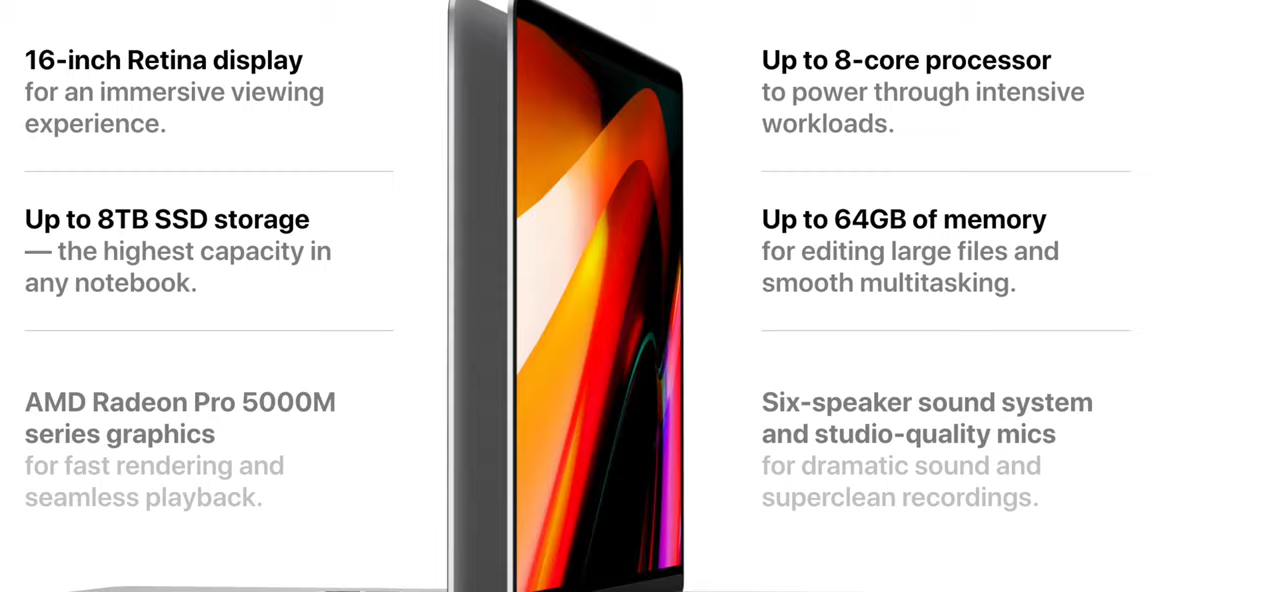 16-inch Retina display
for an immersive viewing
experience.
Up to 8TB SSD storage
— the highest capacity in
any notebook.
AMD Radeon Pro 5000M
series graphics
for fast rendering and
seamless playback.
Up to 8-core processor
to power through intensive
workloads.
Up to 64GB of memory
for editing large files and
smooth multitasking.
Six-speaker sound system
and studio-quality mics
for dramatic sound and
superclean recordings.